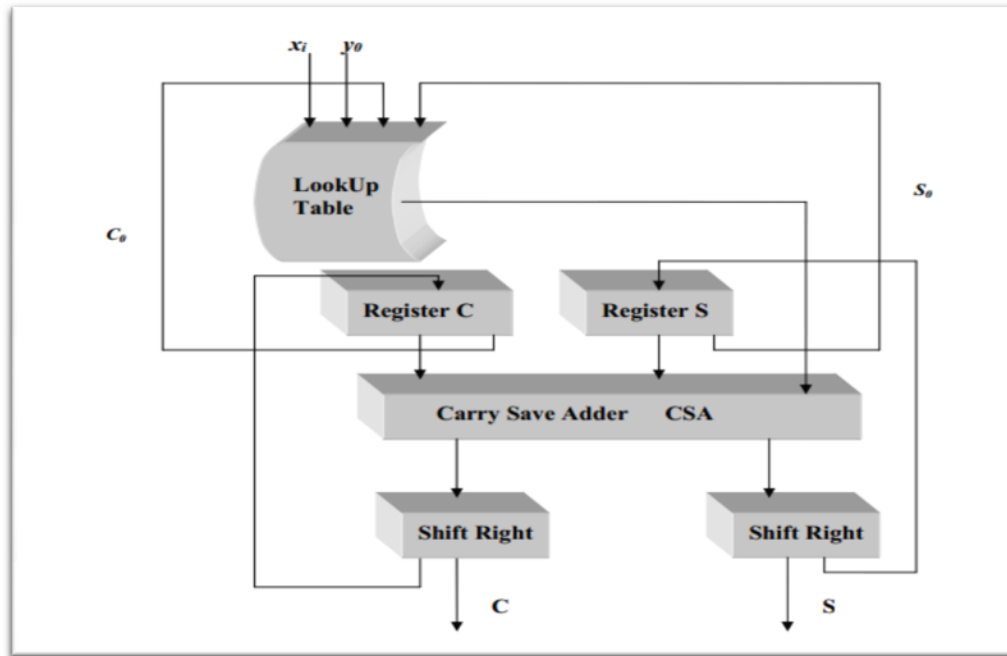 xᵢ y₀
LookUp
Table
S₀
C₀
Register C Register S
Carry Save Adder CSA
Shift Right Shift Right
C S